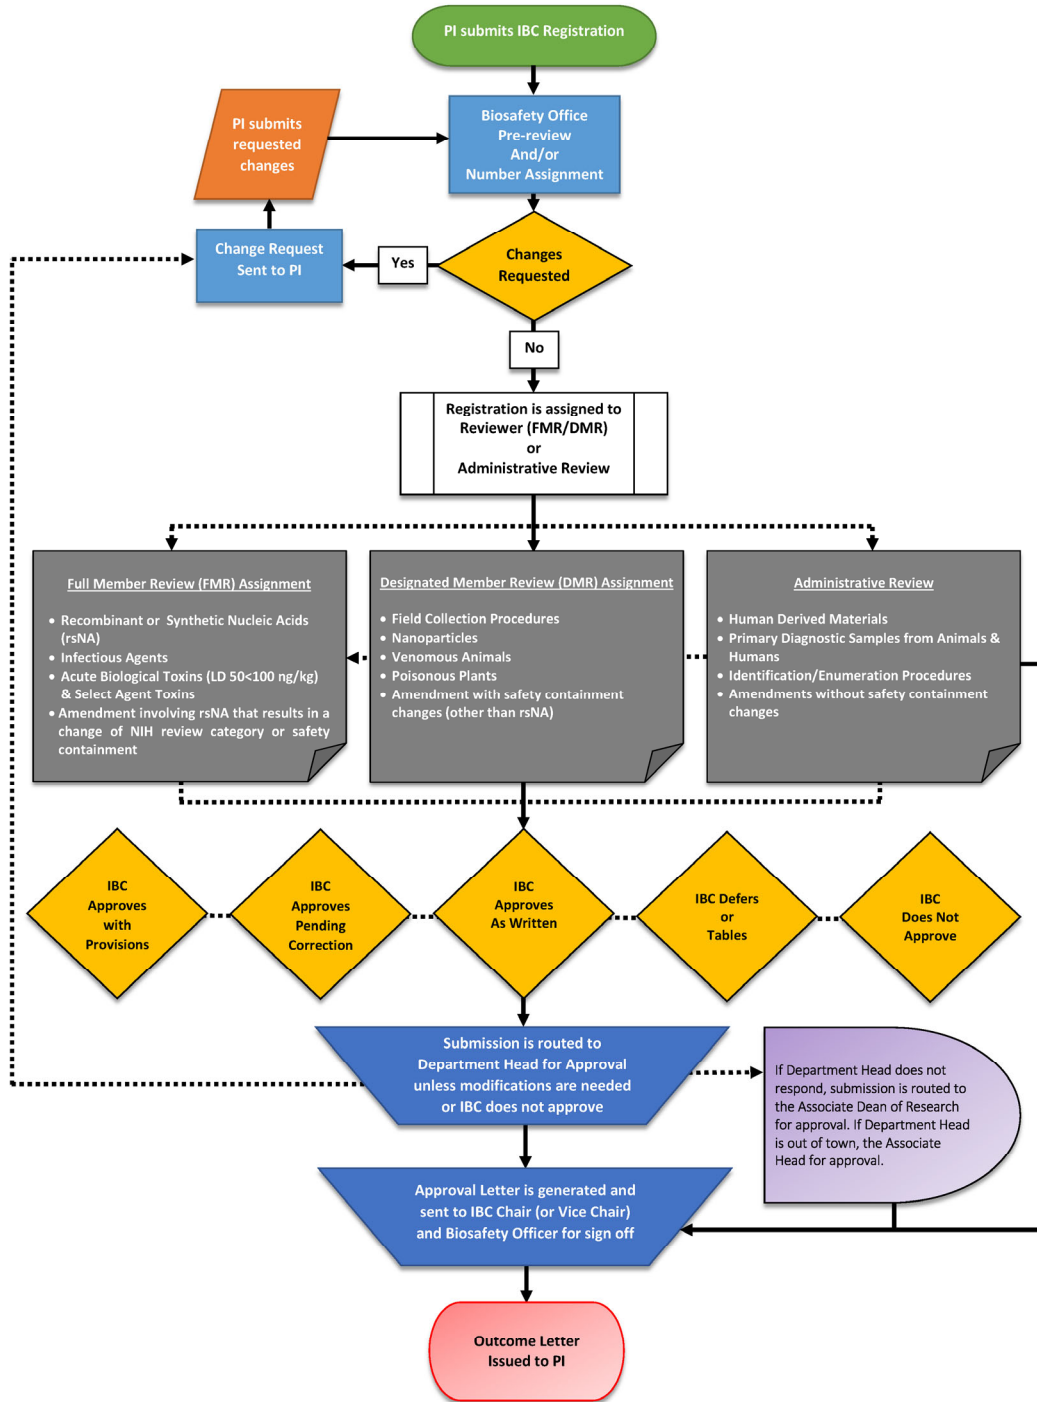 PI submits IBC Registration
PI submits
requested
changes
Biosafety Office
Pre-review
And/or
Number Assignment
Change Request
Sent to PI
Yes
Changes
Requested
No
Registration is assigned to
Reviewer (FMR/DMR)
or
Administrative Review
Full Member Review (FMR) Assignment
• Recombinant or Synthetic Nucleic Acids
(rsNA)
• Infectious Agents
• Acute Biological Toxins (LD 50<100 ng/kg)
& Select Agent Toxins
• Amendment involving rsNA that results in a
change of NIH review category or safety
containment
Designated Member Review (DMR) Assignment
• Field Collection Procedures
• Nanoparticles
• Venomous Animals
• Poisonous Plants
• Amendment with safety containment
changes (other than rsNA)
Administrative Review
• Human Derived Materials
• Primary Diagnostic Samples from Animals &
Humans
• Identification/Enumeration Procedures
• Amendments without safety containment
changes
IBC
Approves
with
Provisions
IBC
Approves
Pending
Correction
IBC
Approves
As Written
IBC Defers
or
Tables
IBC
Does Not
Approve
Submission is routed to
Department Head for Approval
unless modifications are needed
or IBC does not approve
If Department Head does not
respond, submission is routed to
the Associate Dean of Research
for approval. If Department Head
is out of town, the Associate
Head for approval.
Approval Letter is generated and
sent to IBC Chair (or Vice Chair)
and Biosafety Officer for sign off
Outcome Letter
Issued to PI